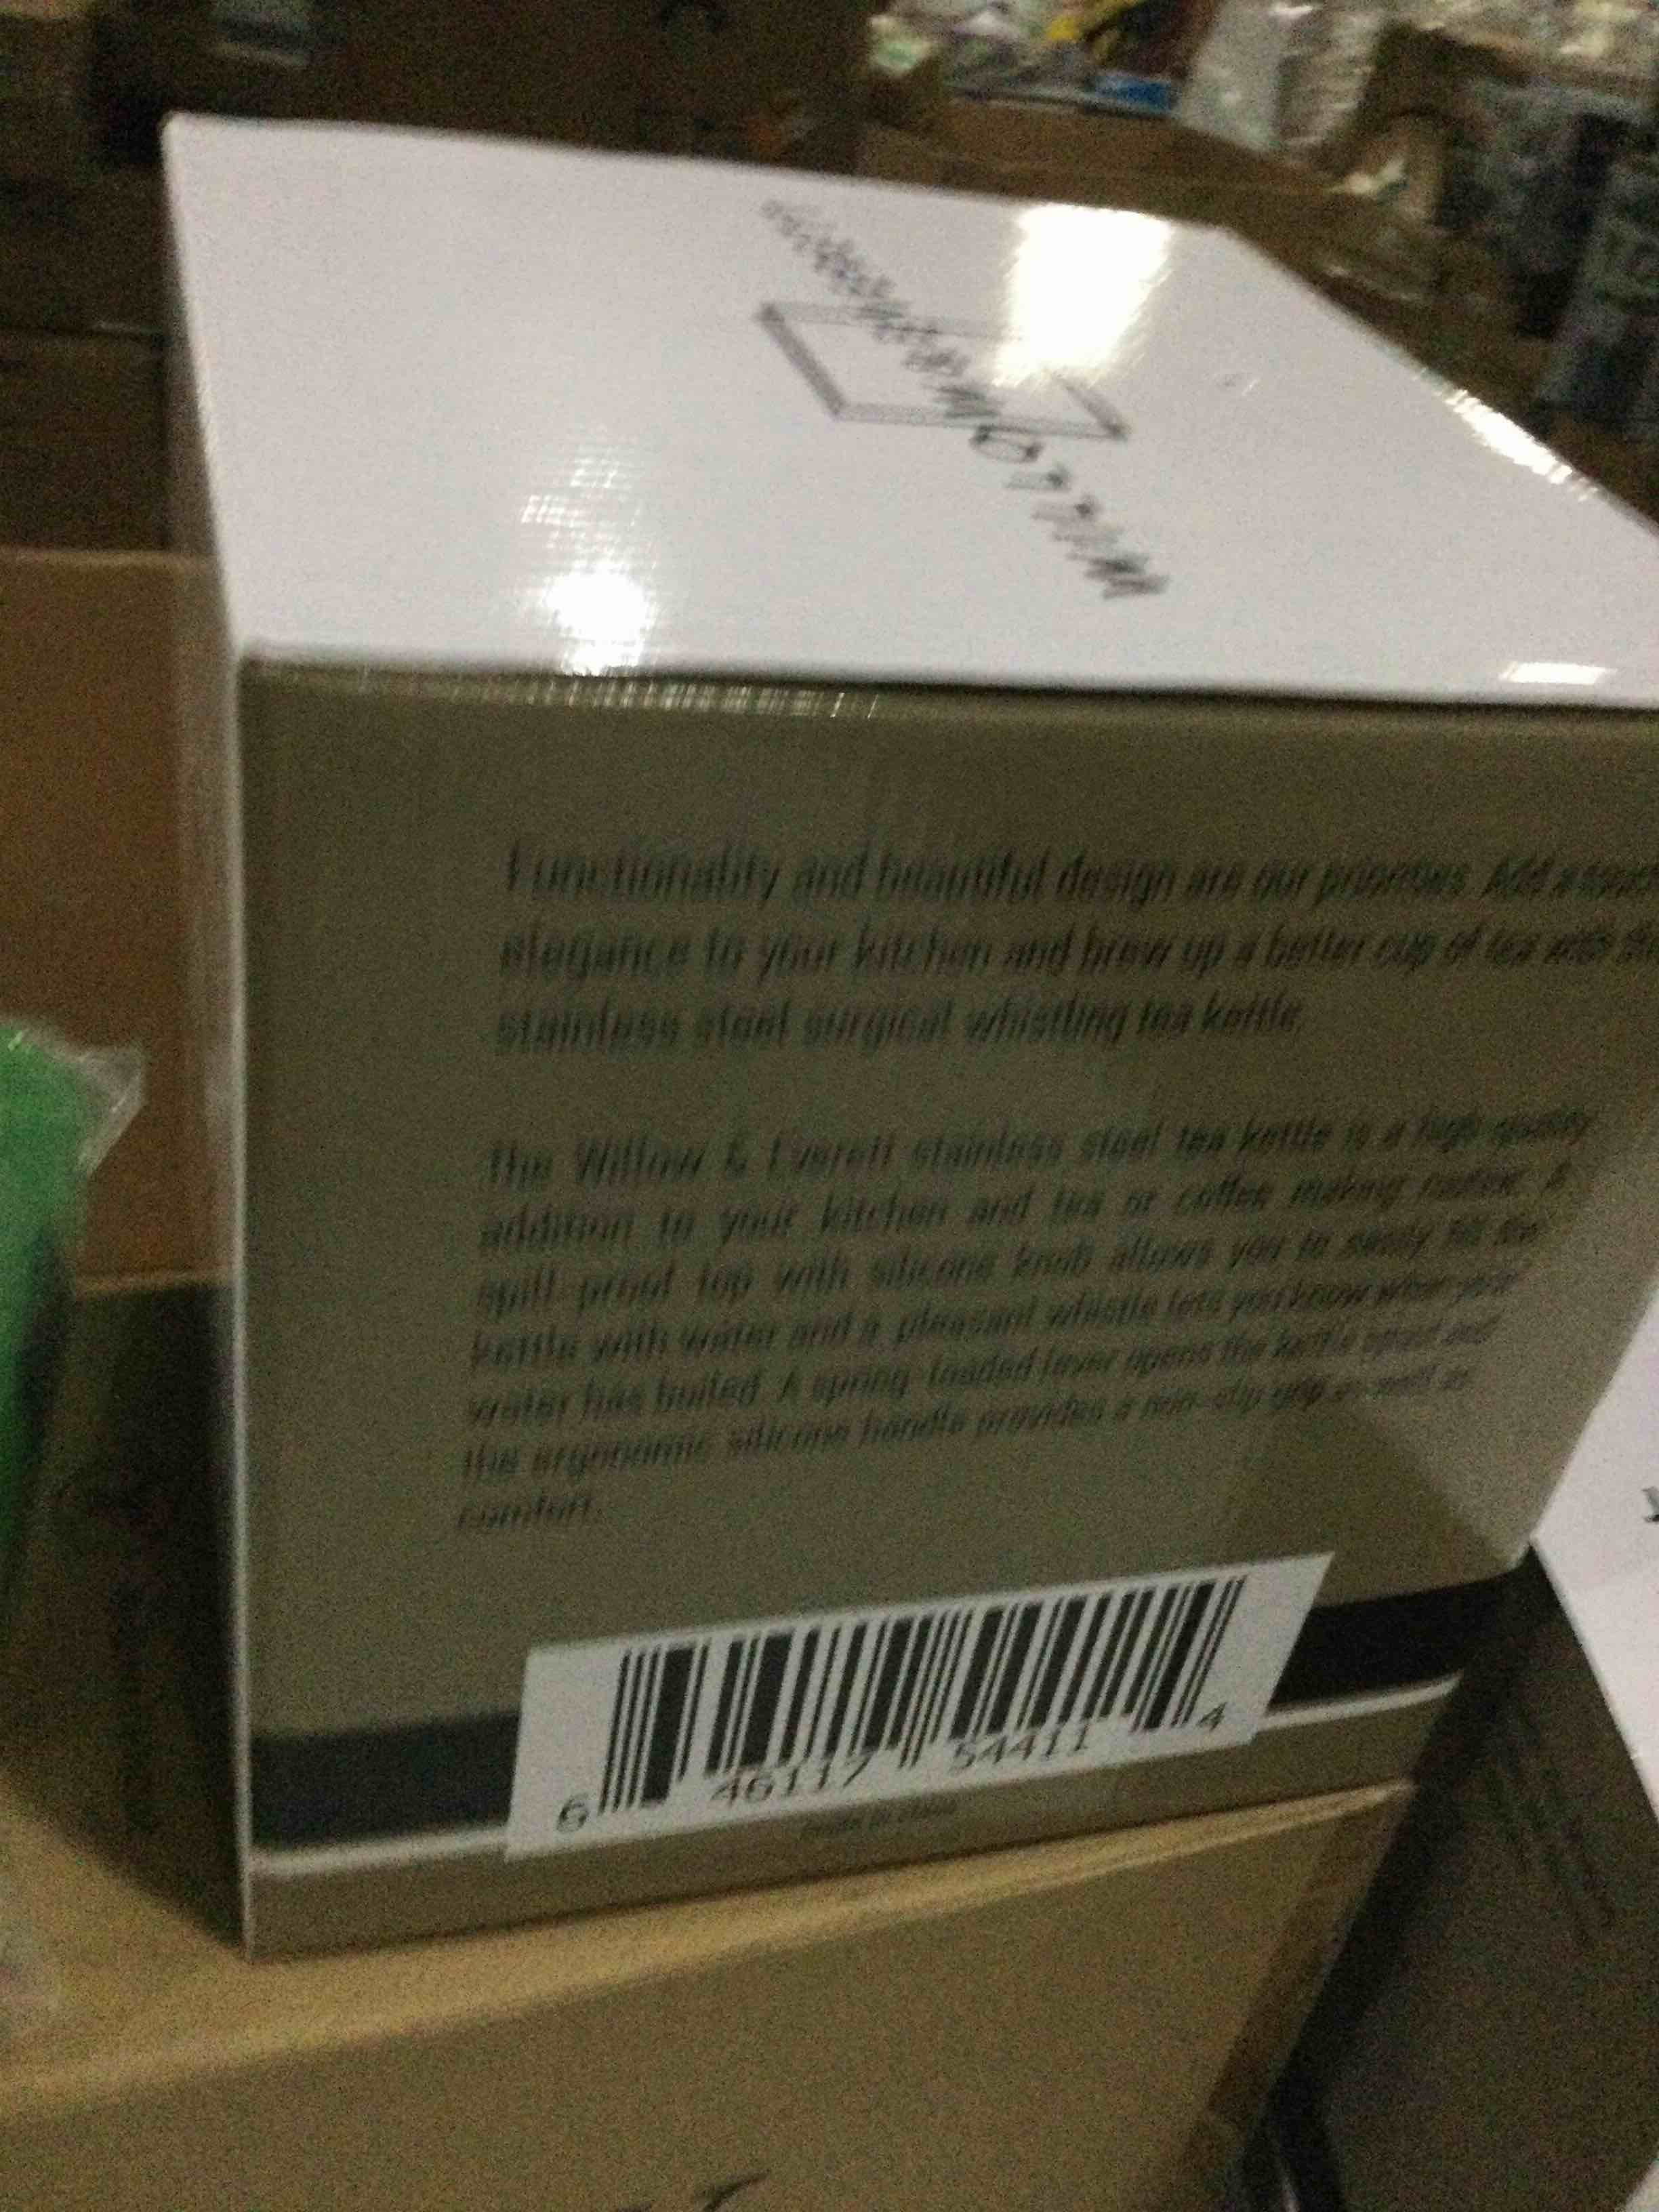 WILLOW & EVERETT
Functionality and beautiful design are our priorities. Add a
elegance to your kitchen and brew up a better cup of tea with
stainless steel surgical whistling tea kettle.
The Willow & Everett stainless steel tea kettle is a high quality
addition to your kitchen and tea or coffee making routine. A
spill-proof top with silicone knob allows you to easily fill the
kettle with water and a pleasant whistle lets you know when your
water has boiled. A spring-loaded lever opens the kettle spout and
the ergonomic silicone handle provides a non-slip grip as well as
comfort.
6 46117 54411 4